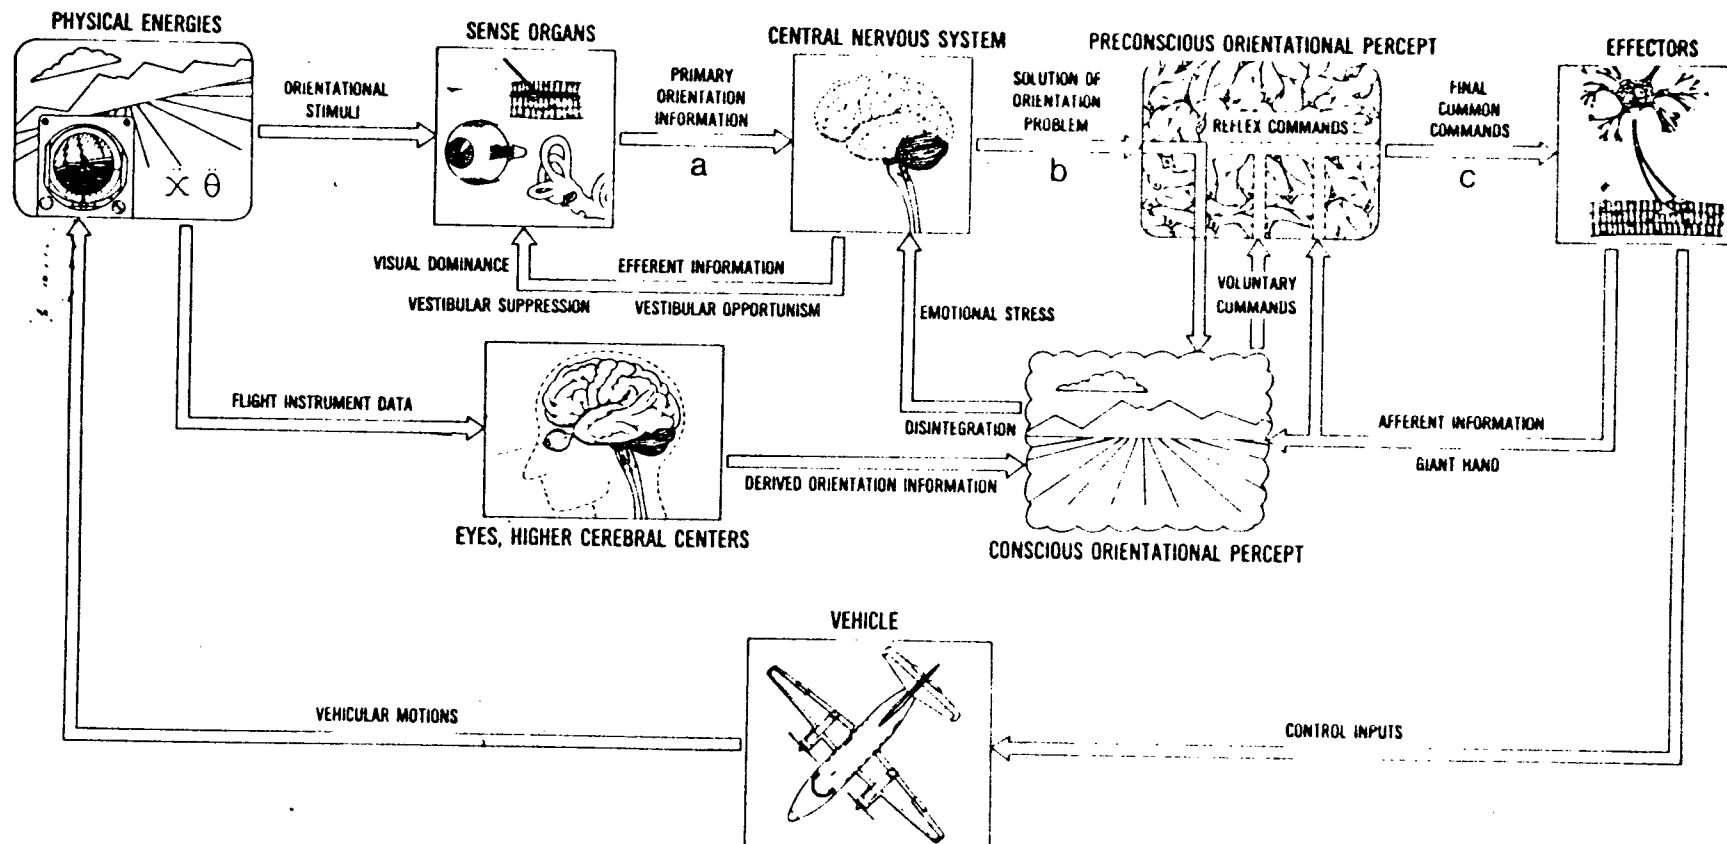 PHYSICAL ENERGIES
SENSE ORGANS
CENTRAL NERVOUS SYSTEM
PRECONSCIOUS ORIENTATIONAL PERCEPT
EFFECTORS
ORIENTATIONAL
STIMULI
PRIMARY
ORIENTATION
INFORMATION
a
SOLUTION OF
ORIENTATION
PROBLEM
b
REFLEX COMMANDS
FINAL
COMMON
COMMANDS
c
Ẍ θ̈
VISUAL DOMINANCE
EFFERENT INFORMATION
VESTIBULAR SUPPRESSION
VESTIBULAR OPPORTUNISM
EMOTIONAL STRESS
VOLUNTARY
COMMANDS
FLIGHT INSTRUMENT DATA
DISINTEGRATION
AFFERENT INFORMATION
GIANT HAND
DERIVED ORIENTATION INFORMATION
EYES, HIGHER CEREBRAL CENTERS
CONSCIOUS ORIENTATIONAL PERCEPT
VEHICLE
VEHICULAR MOTIONS
CONTROL INPUTS